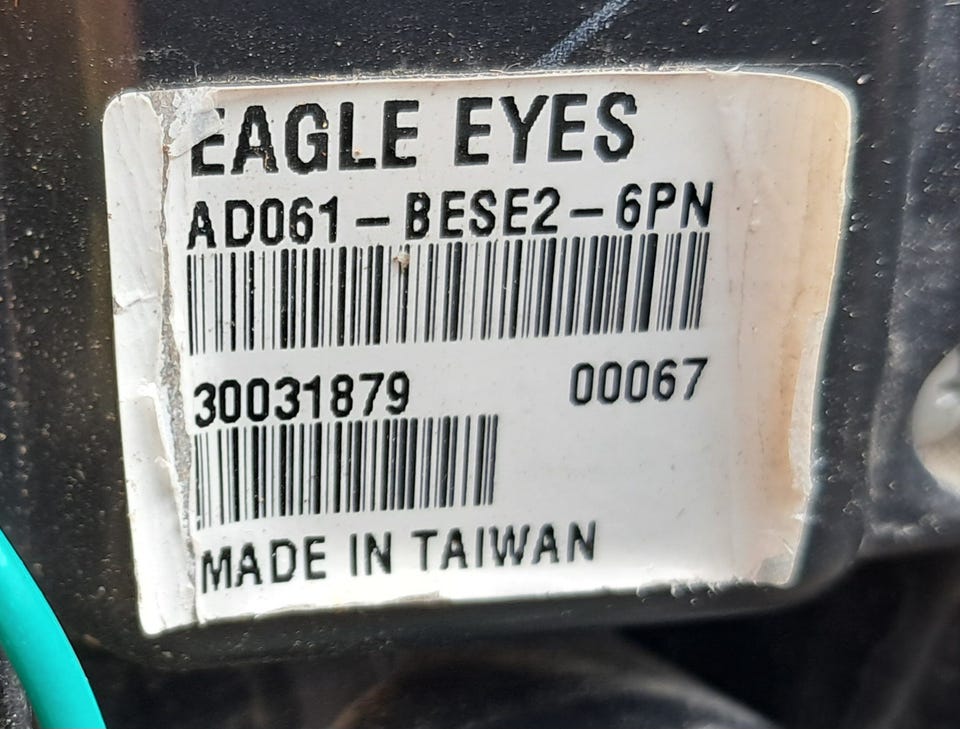 EAGLE EYES
AD061-BESE2-6PN
30031879 00067
MADE IN TAIWAN